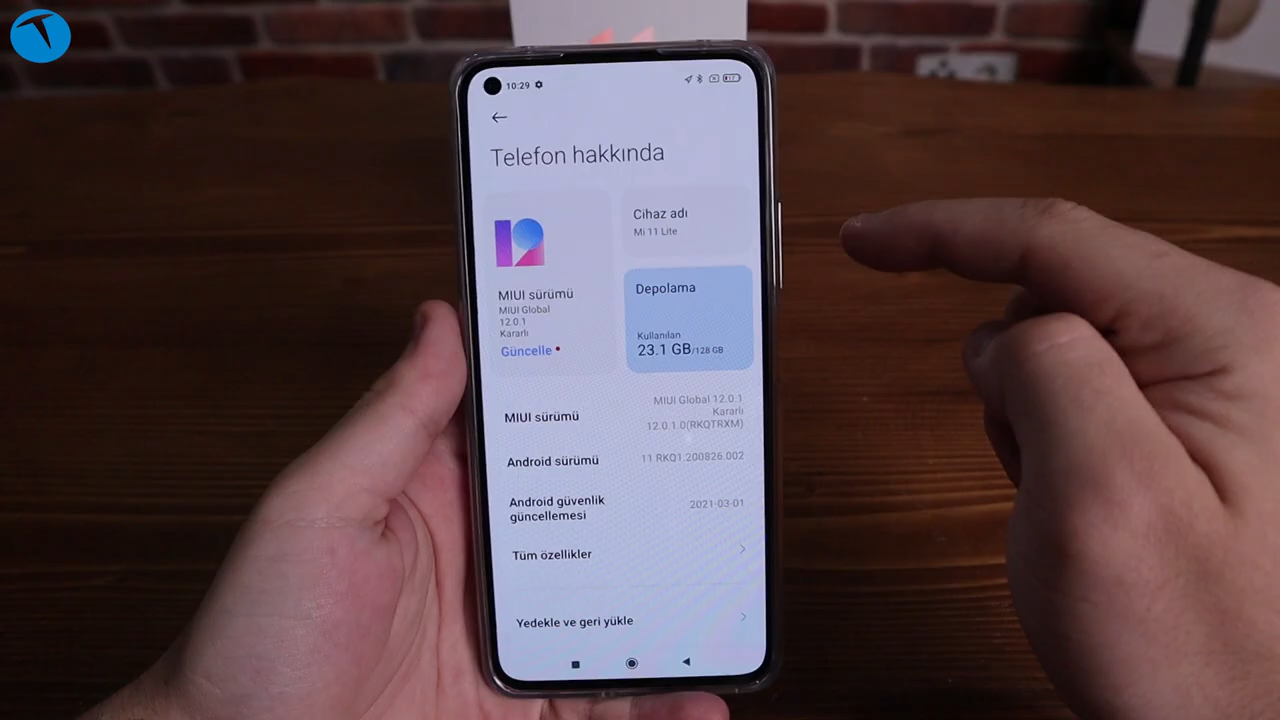 10:29
Telefon hakkında
Cihaz adı
Mi 11 Lite
MIUI sürümü
MIUI Global
12.0.1
Kararlı
Güncelle
Depolama
Kullanılan
23.1 GB/128 GB
MIUI sürümü
MIUI Global 12.0.1
Kararlı
12.0.1.0(RKQTRXM)
Android sürümü
11 RKQ1.200826.002
Android güvenlik
güncellemesi
2021-03-01
Tüm özellikler
Yedekle ve geri yükle